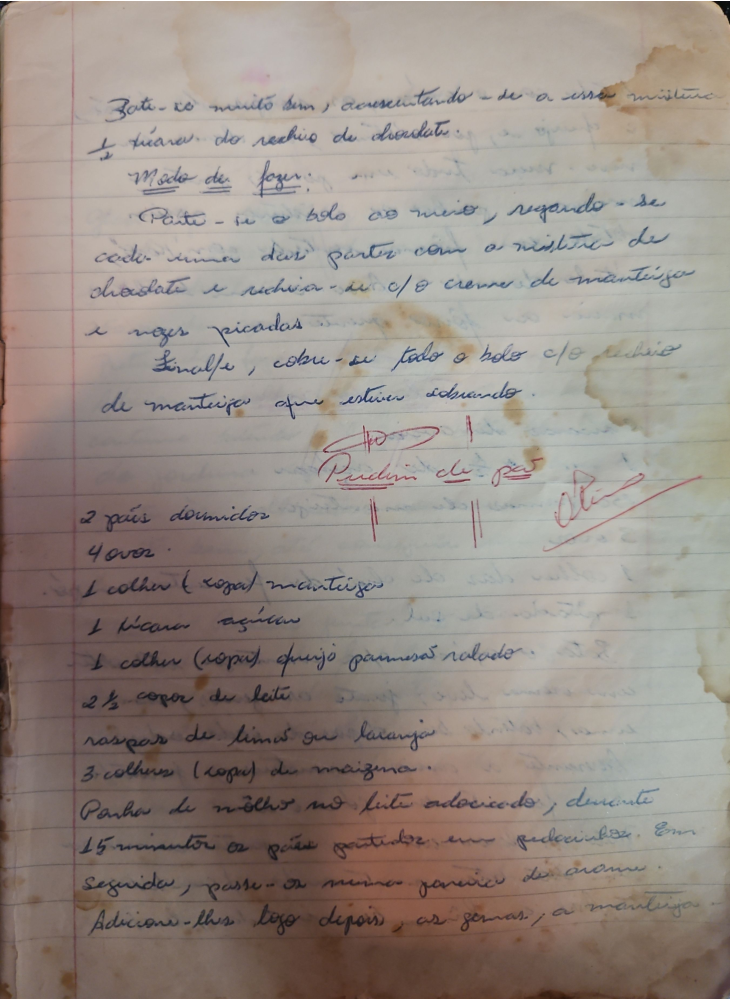 Bate-se muito bem, acrescentando-se a essa mistura
1/2 xícara do recheio de chocolate.
Modo de fazer:
Parte-se o bolo ao meio, regando-se
cada uma das partes com a mistura de
chocolate e recheia-se c/o creme de manteiga
e nozes picadas
Final/e, cobre-se todo o bolo c/o recheio
de manteiga que estiver sobrando.
Pudim de pão
2 pães dormidos
4 ovos.
1 colher (sopa) manteiga
1 xícara açúcar
1 colher (sopa) queijo parmesão ralado.
2 1/2 copos de leite
raspas de limão ou laranja
3 colheres (sopa) de maizena.
Ponha de môlho no leite adocicado, durante
15 minutos os pães partidos em pedacinhos. Em
seguida, passe-os numa peneira de arame.
Adicione-lhes logo depois, as gemas, a manteiga